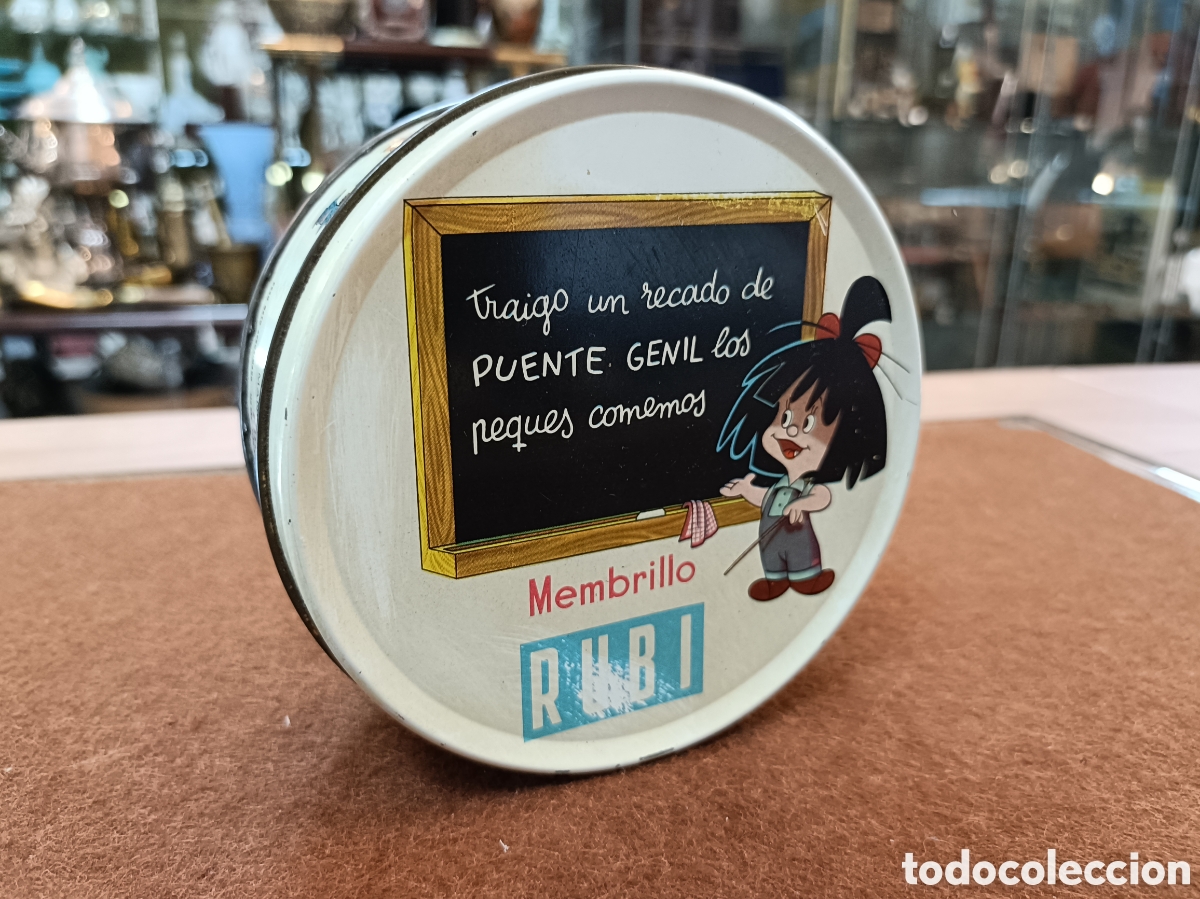 traigo un recado de
PUENTE GENIL los
peques comemos
Membrillo
RUBI
todocoleccion